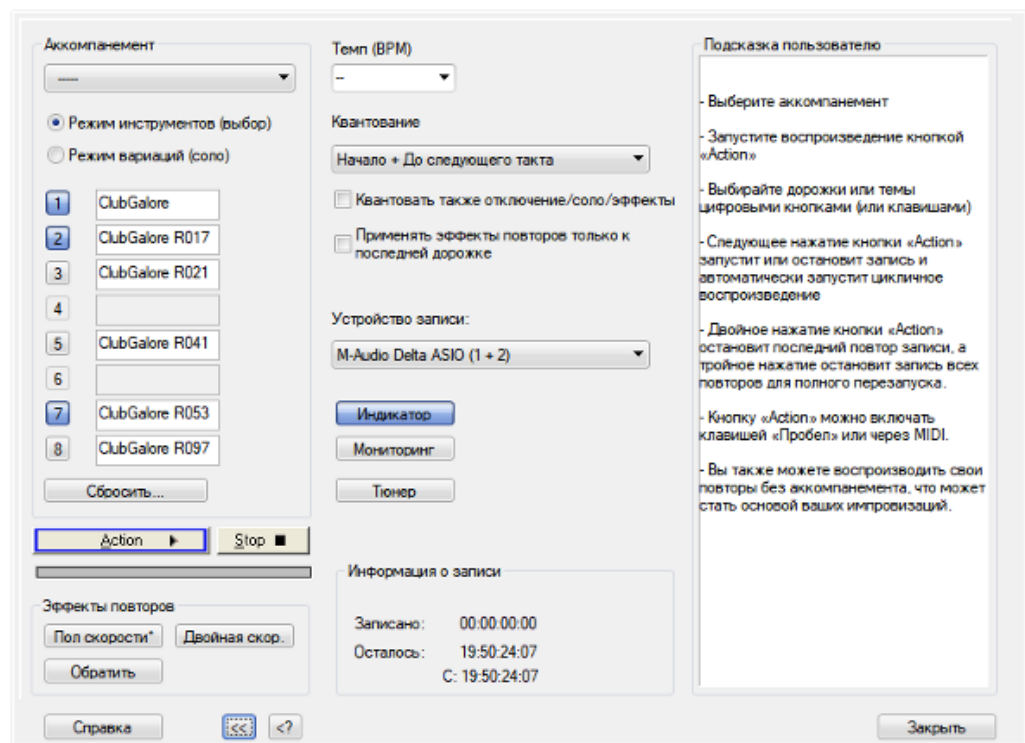 Аккомпанемент
----
Режим инструментов (выбор)
Режим вариаций (соло)
1 ClubGalore
2 ClubGalore R017
3 ClubGalore R021
4
5 ClubGalore R041
6
7 ClubGalore R053
8 ClubGalore R097
Сбросить...
Action
Stop
Эффекты повторов
Пол скорости*
Двойная скор.
Обратить
Справка
<<
<?
Темп (BPM)
--
Квантование
Начало + До следующего такта
Квантовать также отключение/соло/эффекты
Применять эффекты повторов только к
последней дорожке
Устройство записи:
M-Audio Delta ASIO (1 + 2)
Индикатор
Мониторинг
Тюнер
Информация о записи
Записано: 00:00:00:00
Осталось: 19:50:24:07
C: 19:50:24:07
Подсказка пользователю
- Выберите аккомпанемент
- Запустите воспроизведение кнопкой
«Action»
- Выбирайте дорожки или темы
цифровыми кнопками (или клавишами)
- Следующее нажатие кнопки «Action»
запустит или остановит запись и
автоматически запустит цикличное
воспроизведение
- Двойное нажатие кнопки «Action»
остановит последний повтор записи, а
тройное нажатие остановит запись всех
повторов для полного перезапуска.
- Кнопку «Action» можно включать
клавишей «Пробел» или через MIDI.
- Вы также можете воспроизводить свои
повторы без аккомпанемента, что может
стать основой ваших импровизаций.
Закрыть